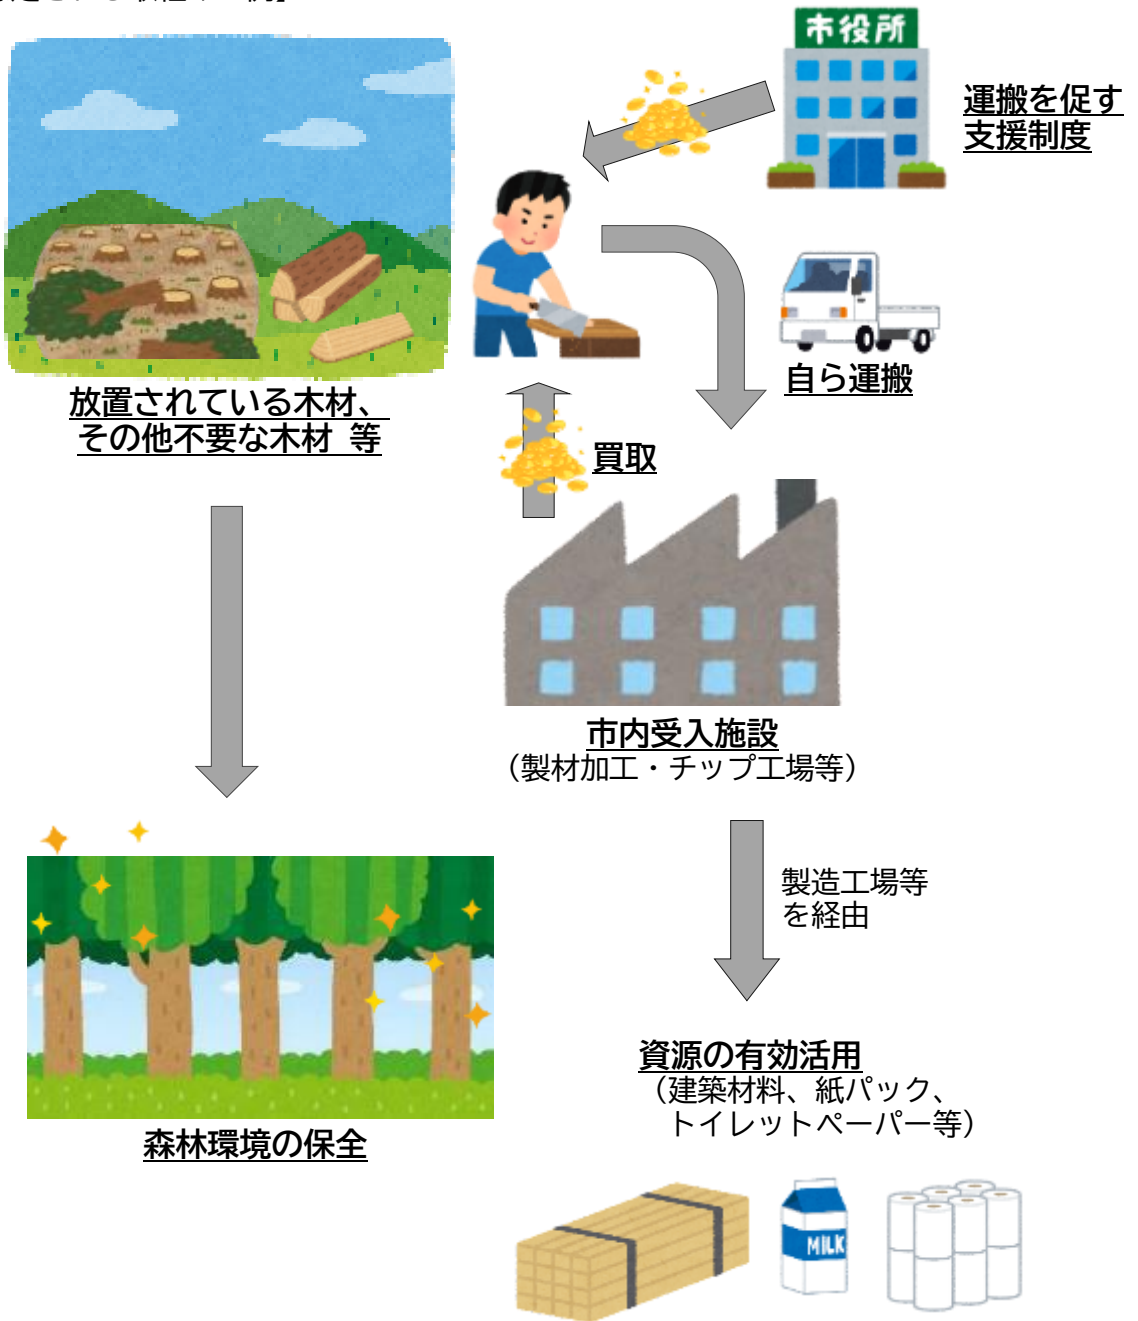 市役所
運搬を促す
支援制度
自ら運搬
放置されている木材、
その他不要な木材 等
買取
市内受入施設
（製材加工・チップ工場等）
製造工場等
を経由
資源の有効活用
（建築材料、紙パック、
トイレットペーパー等）
森林環境の保全
MILK